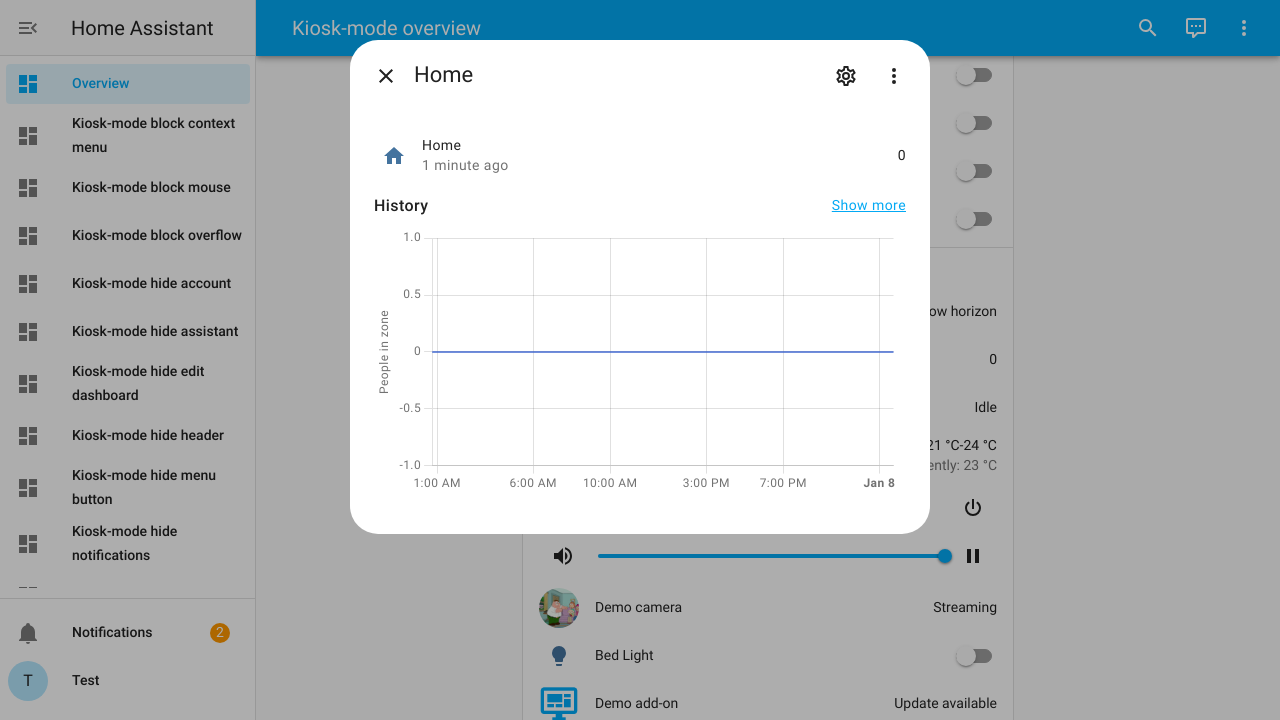 Home Assistant
Kiosk-mode overview
Overview
Kiosk-mode block context
menu
Kiosk-mode block mouse
Kiosk-mode block overflow
Kiosk-mode hide account
Kiosk-mode hide assistant
Kiosk-mode hide edit
dashboard
Kiosk-mode hide header
Kiosk-mode hide menu
button
Kiosk-mode hide
notifications
Notifications
2
T
Test
Home
Home
1 minute ago
0
History
Show more
People in zone
1.0
0.5
0
-0.5
-1.0
1:00 AM
6:00 AM
10:00 AM
3:00 PM
7:00 PM
Jan 8
horizon
0
Idle
21 °C-24 °C
23 °C
Demo camera
Streaming
Bed Light
Demo add-on
Update available